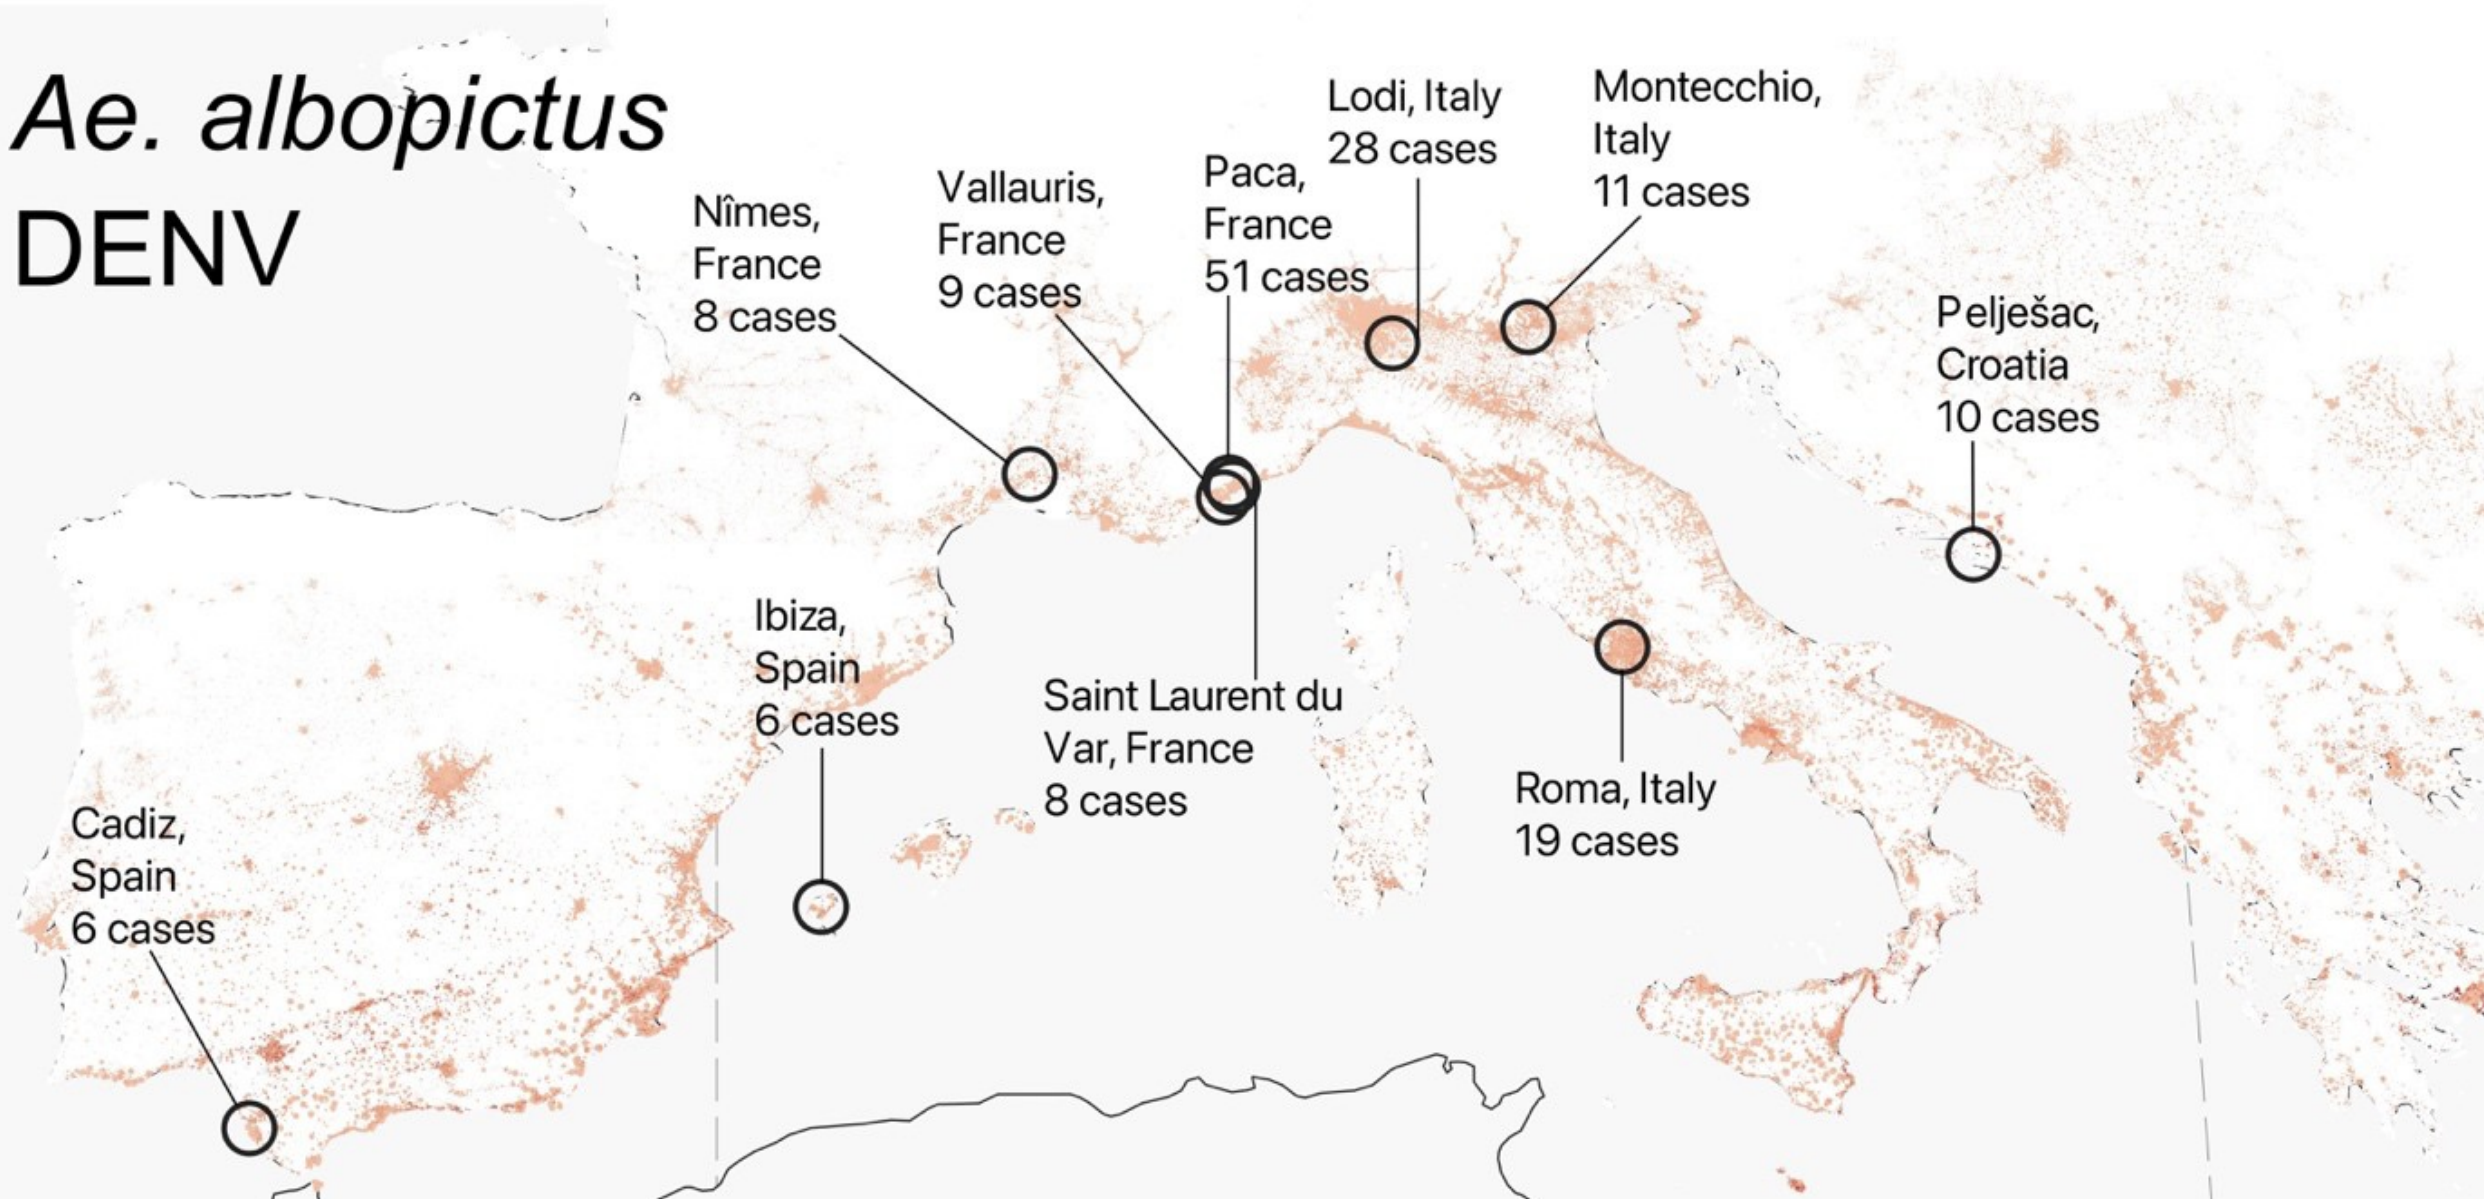 Ae. albopictus
DENV
Nîmes,
France
8 cases
Vallauris,
France
9 cases
Paca,
France
51 cases
Lodi, Italy
28 cases
Montecchio,
Italy
11 cases
Pelješac,
Croatia
10 cases
Ibiza,
Spain
6 cases
Saint Laurent du
Var, France
8 cases
Roma, Italy
19 cases
Cadiz,
Spain
6 cases